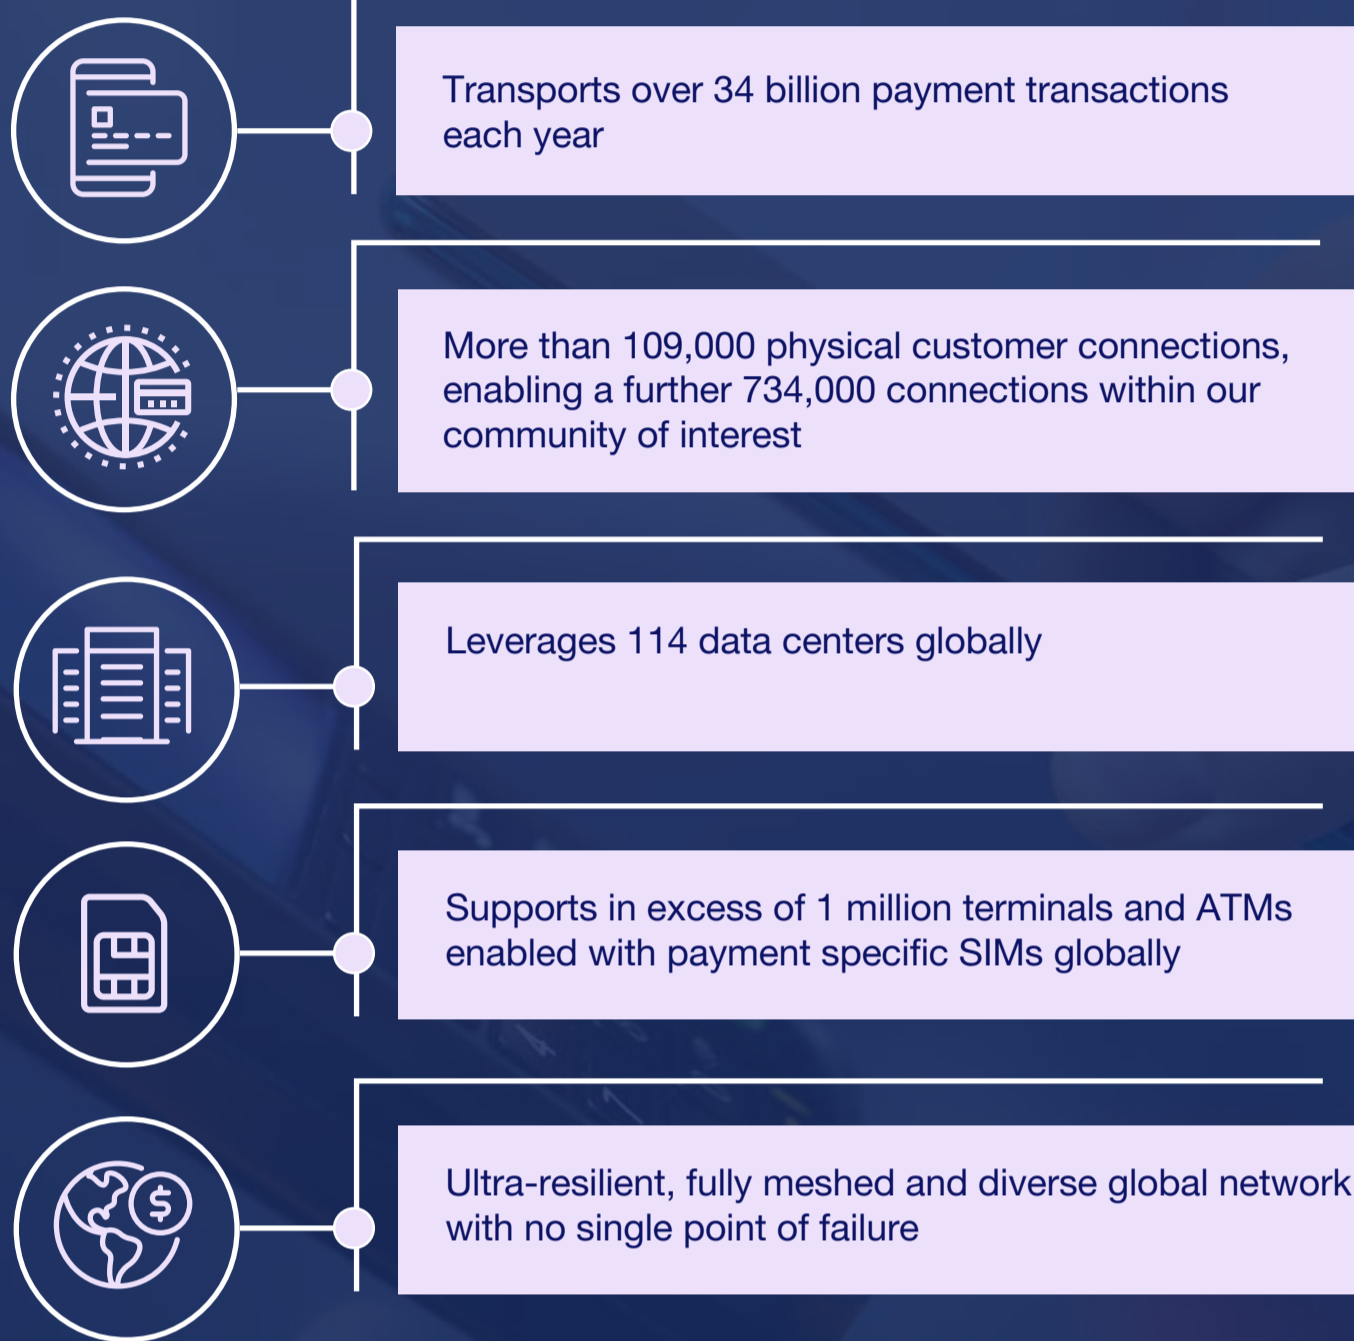 Transports over 34 billion payment transactions
each year
More than 109,000 physical customer connections,
enabling a further 734,000 connections within our
community of interest
Leverages 114 data centers globally
Supports in excess of 1 million terminals and ATMs
enabled with payment specific SIMs globally
Ultra-resilient, fully meshed and diverse global network
with no single point of failure